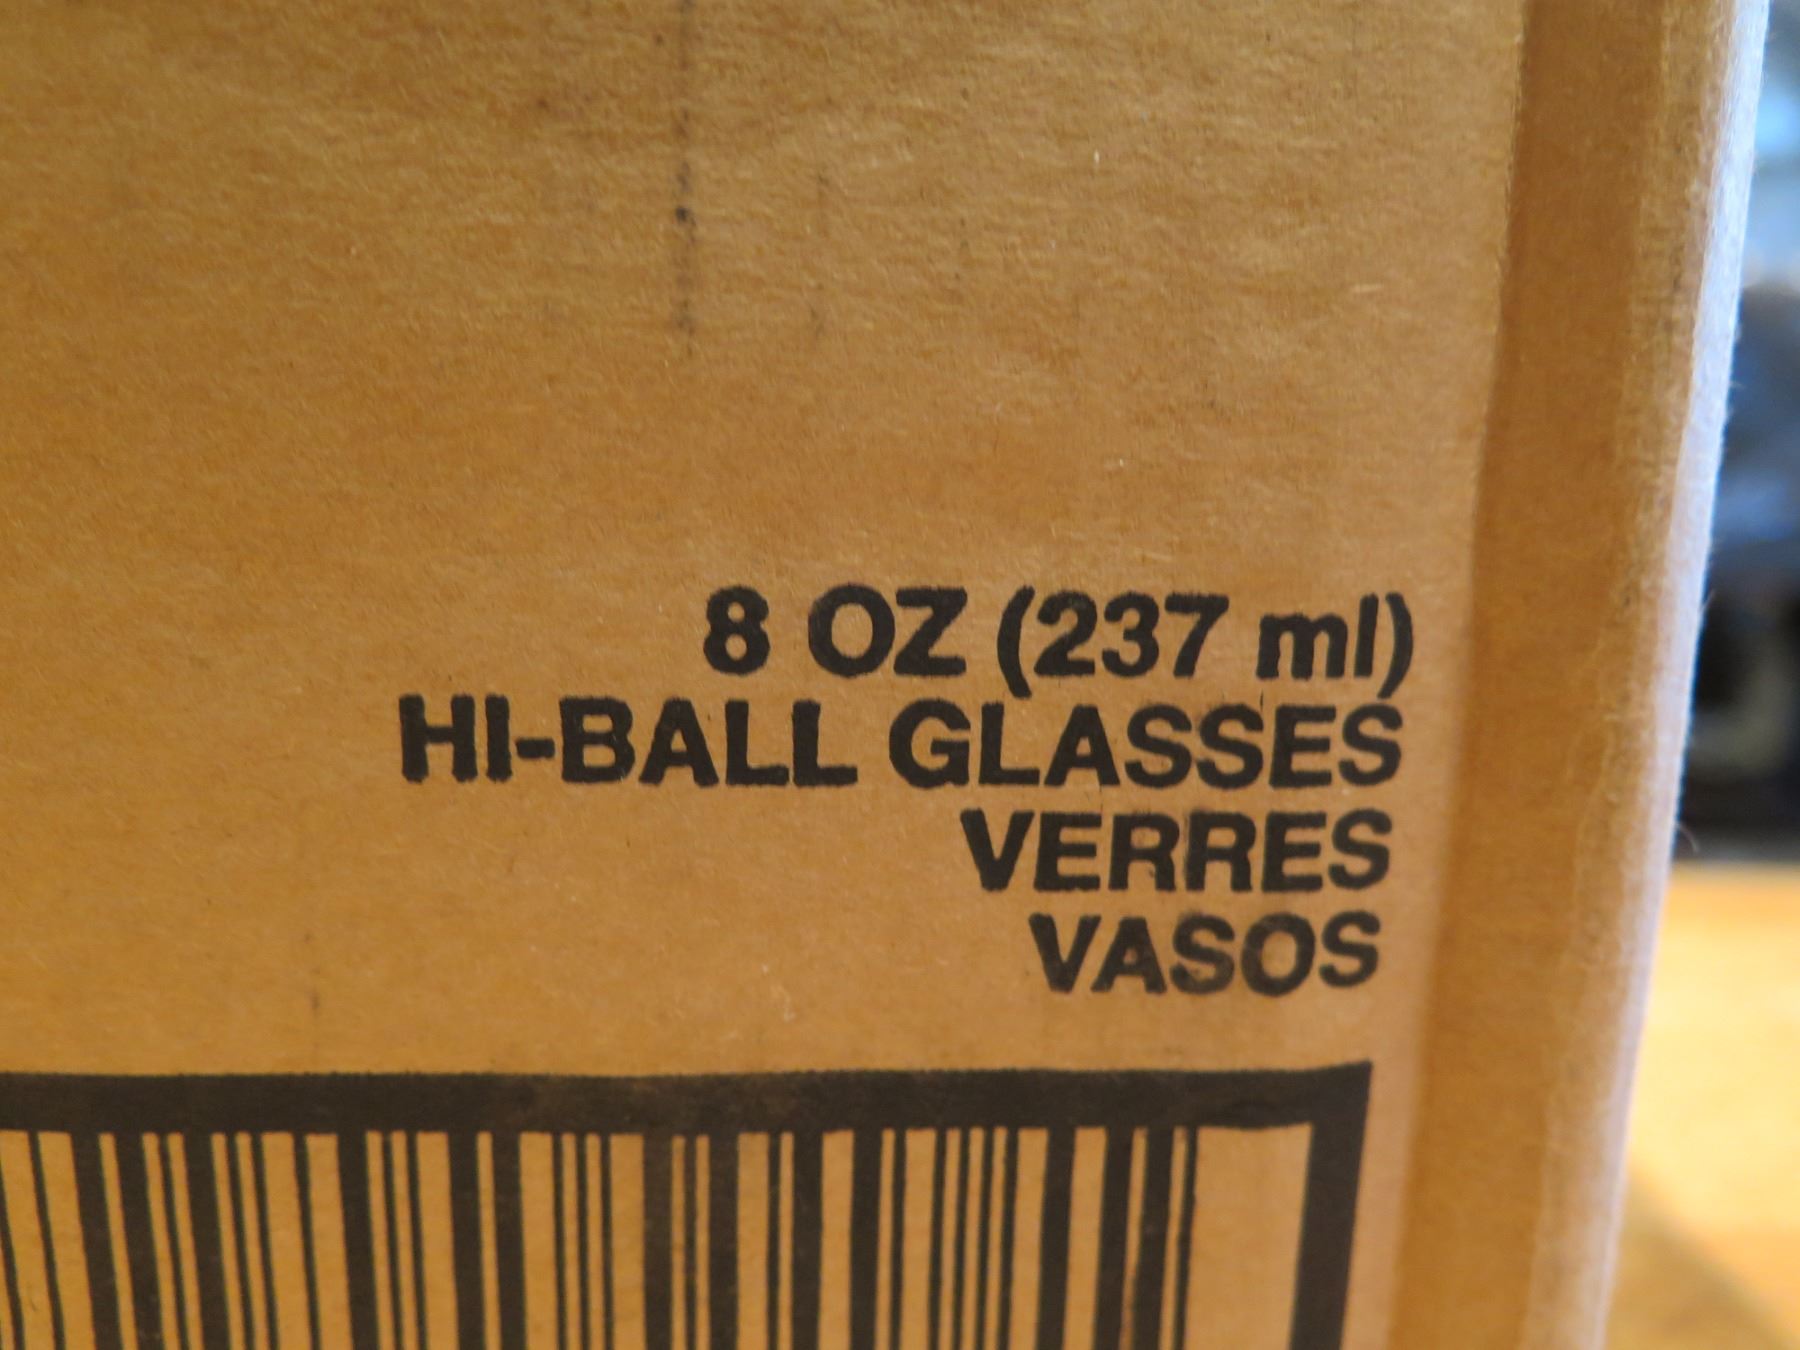 8 OZ (237 ml)
HI-BALL GLASSES
VERRES
VASOS